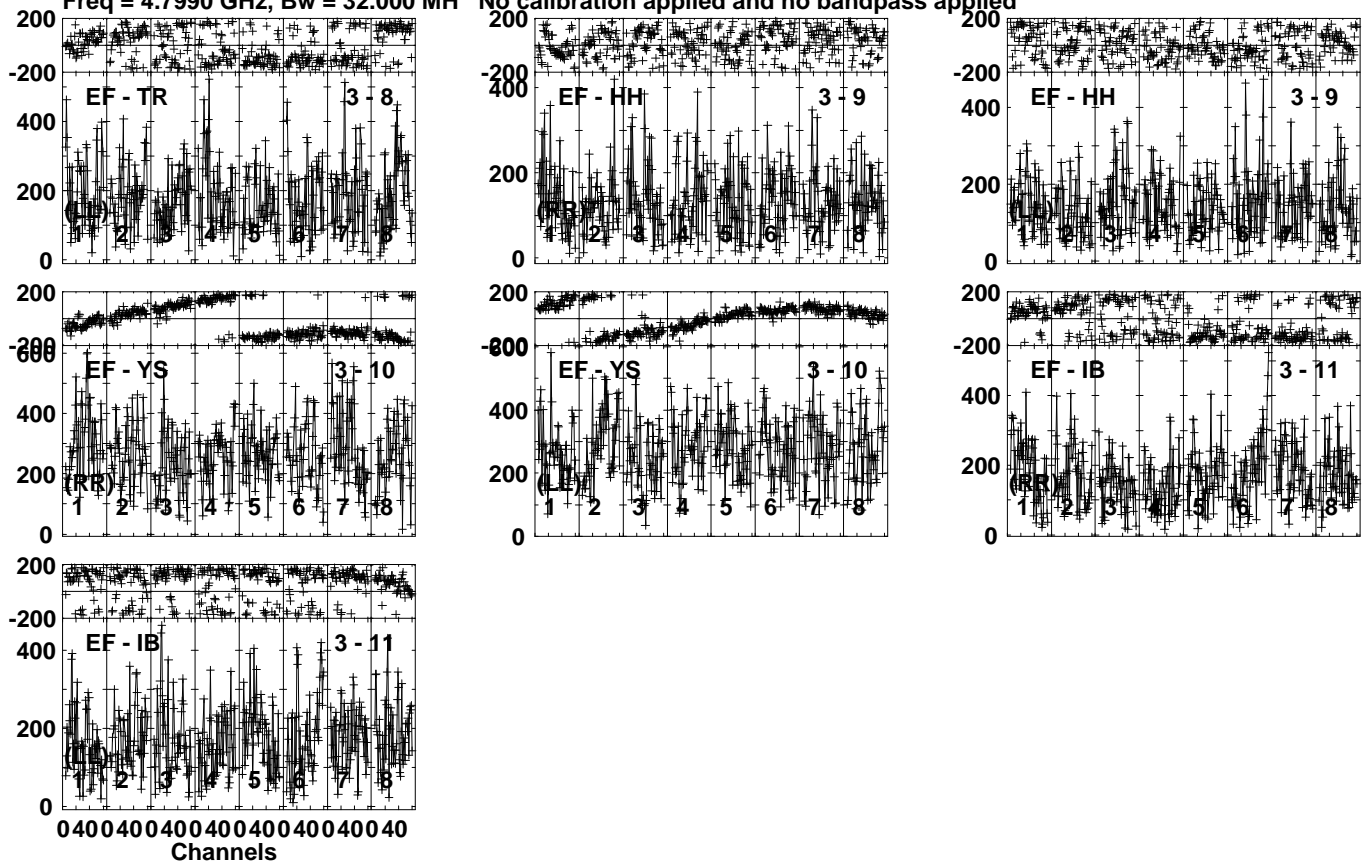 Freq = 4.7990 GHz, Bw = 32.000 MH No calibration applied and no bandpass applied
200 200 200
-200 -200 -200
EF - TR 3 - 8 EF - HH 3 - 9 EF - HH 3 - 9
400 400 400
200 200 200
(LL) (RR) (LL)
1 2 3 4 5 6 7 8 1 2 3 4 5 6 7 8 1 2 3 4 5 6 7 8
0 0 0
200 200 200
-200 -200
600
EF - YS 3 - 10 EF - YS 3 - 10 EF - IB 3 - 11
400 400 400
200 200 200
(RR) (LL) (RR)
1 2 3 4 5 6 7 8 1 2 3 4 5 6 7 8 1 2 3 4 5 6 7 8
0 0 0
200
-200
EF - IB 3 - 11
400
200
(LL)
1 2 3 4 5 6 7 8
0
0 40 0 40 0 40 0 40 0 40 0 40 0 40 0 40
Channels